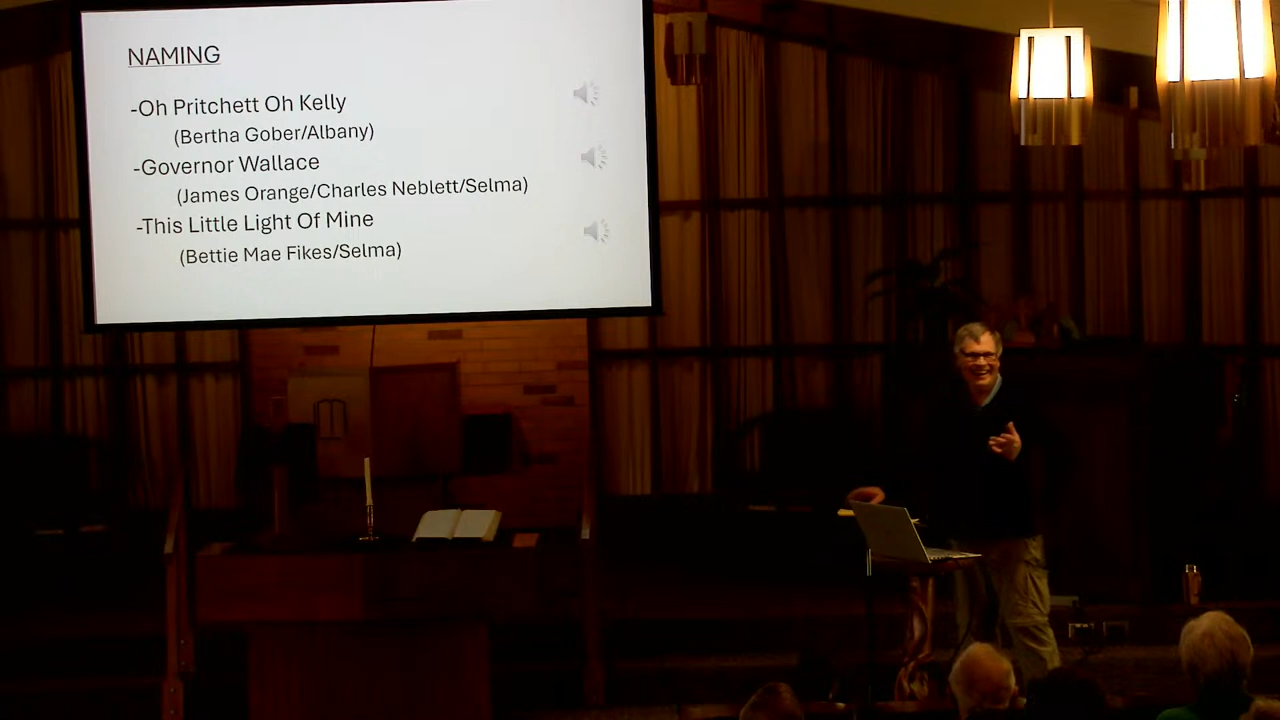 NAMING
-Oh Pritchett Oh Kelly
(Bertha Gober/Albany)
-Governor Wallace
(James Orange/Charles Neblett/Selma)
-This Little Light Of Mine
(Bettie Mae Fikes/Selma)